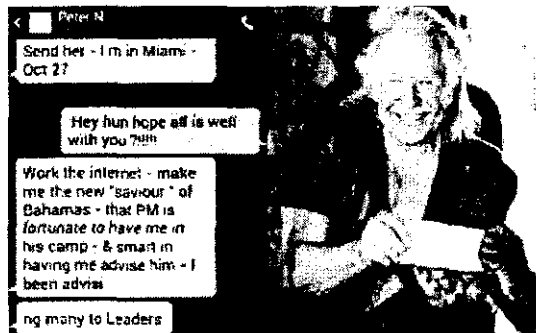 Peter N
Send her - I m in Miami -
Oct 27
Hey hun hope all is well
with you ?!!!!
Work the internet - make
me the new "saviour " of
Bahamas - that PM is
fortunate to have me in
his camp - & smart in
having me advise him - I
been advisi
ng many to Leaders